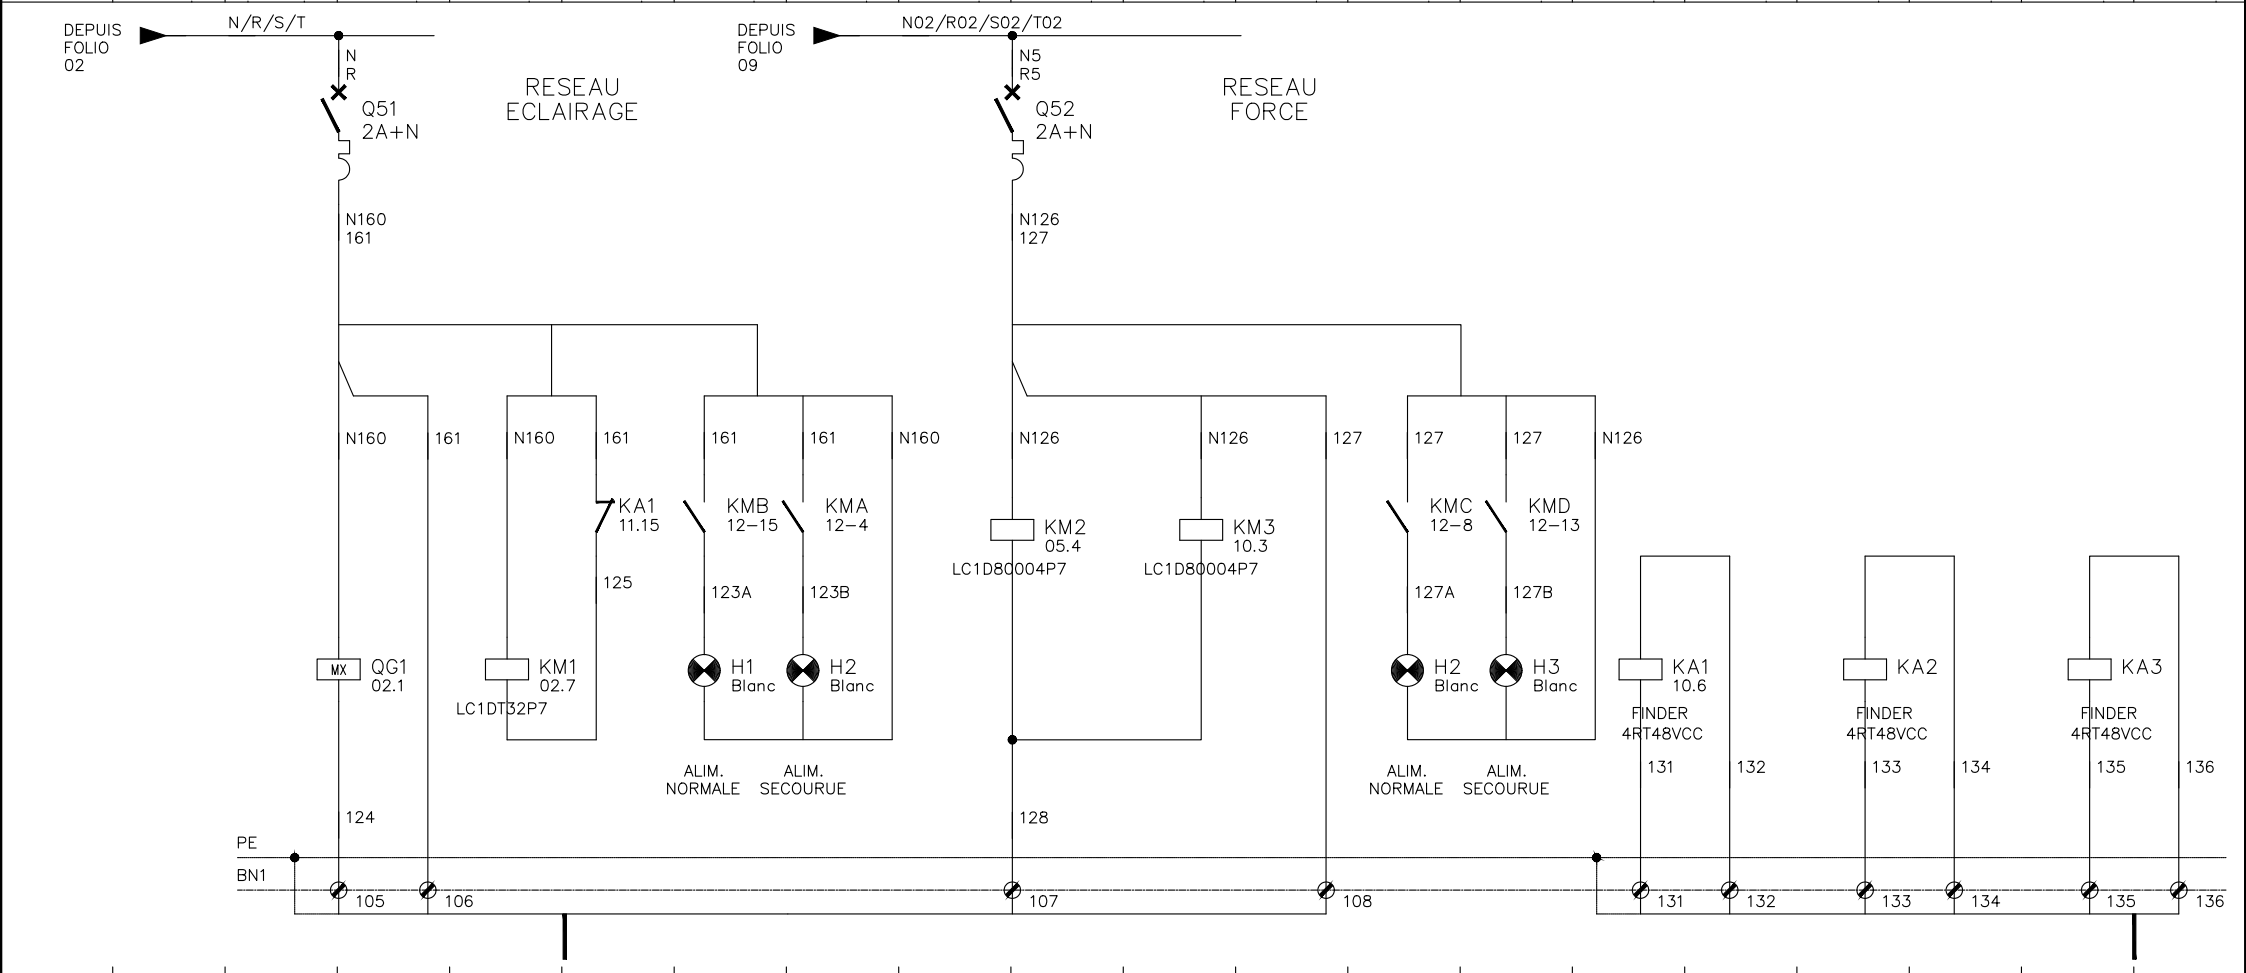 DEPUIS
FOLIO
02
N/R/S/T
N
R
Q51
2A+N
RESEAU
ECLAIRAGE
DEPUIS
FOLIO
09
N02/R02/S02/T02
N5
R5
Q52
2A+N
RESEAU
FORCE
N160
161
N126
127
N160
161
N160
161
161
161
N160
N126
N126
127
127
127
N126
KA1
11.15
KMB
12-15
KMA
12-4
KM2
05.4
LC1D80004P7
KM3
10.3
LC1D80004P7
KMC
12-8
KMD
12-13
125
123A
123B
127A
127B
MX
QG1
02.1
KM1
02.7
LC1DT32P7
H1
Blanc
H2
Blanc
H2
Blanc
H3
Blanc
KA1
10.6
FINDER
4RT48VCC
KA2
FINDER
4RT48VCC
KA3
FINDER
4RT48VCC
ALIM.
NORMALE
ALIM.
SECOURUE
ALIM.
NORMALE
ALIM.
SECOURUE
131
132
133
134
135
136
124
128
PE
BN1
105
106
107
108
131
132
133
134
135
136